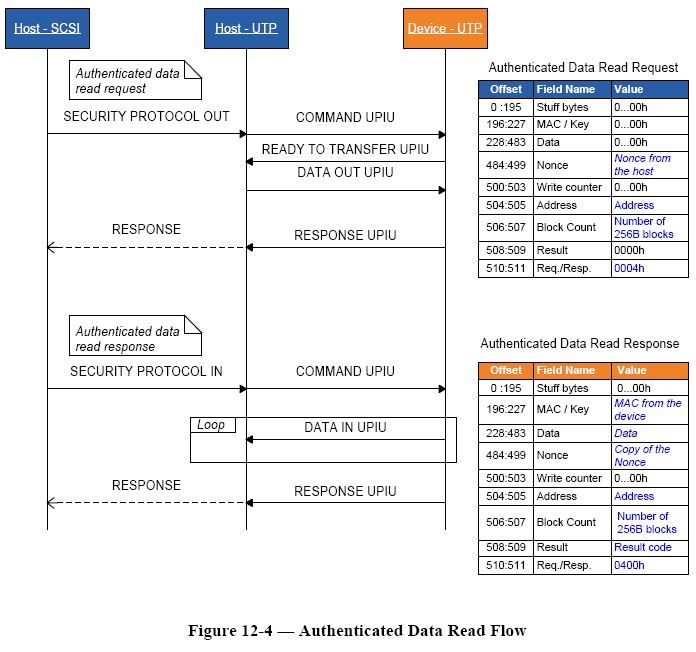 Host - SCSI
Host - UTP
Device - UTP
Authenticated data
read request
SECURITY PROTOCOL OUT
COMMAND UPIU
READY TO TRANSFER UPIU
DATA OUT UPIU
RESPONSE
RESPONSE UPIU
Authenticated data
read response
SECURITY PROTOCOL IN
COMMAND UPIU
Loop
DATA IN UPIU
RESPONSE
RESPONSE UPIU
Authenticated Data Read Request
Offset Field Name Value
0 :195 Stuff bytes 0...00h
196:227 MAC / Key 0...00h
228:483 Data 0...00h
484:499 Nonce Nonce from
the host
500:503 Write counter 0...00h
504:505 Address Address
506:507 Block Count Number of
256B blocks
508:509 Result 0000h
510:511 Req./Resp. 0004h
Authenticated Data Read Response
Offset Field Name Value
0 :195 Stuff bytes 0...00h
196:227 MAC / Key MAC from the
device
228:483 Data Data
484:499 Nonce Copy of the
Nonce
500:503 Write counter 0...00h
504:505 Address Address
506:507 Block Count Number of
256B blocks
508:509 Result Result code
510:511 Req./Resp. 0400h
Figure 12-4 — Authenticated Data Read Flow